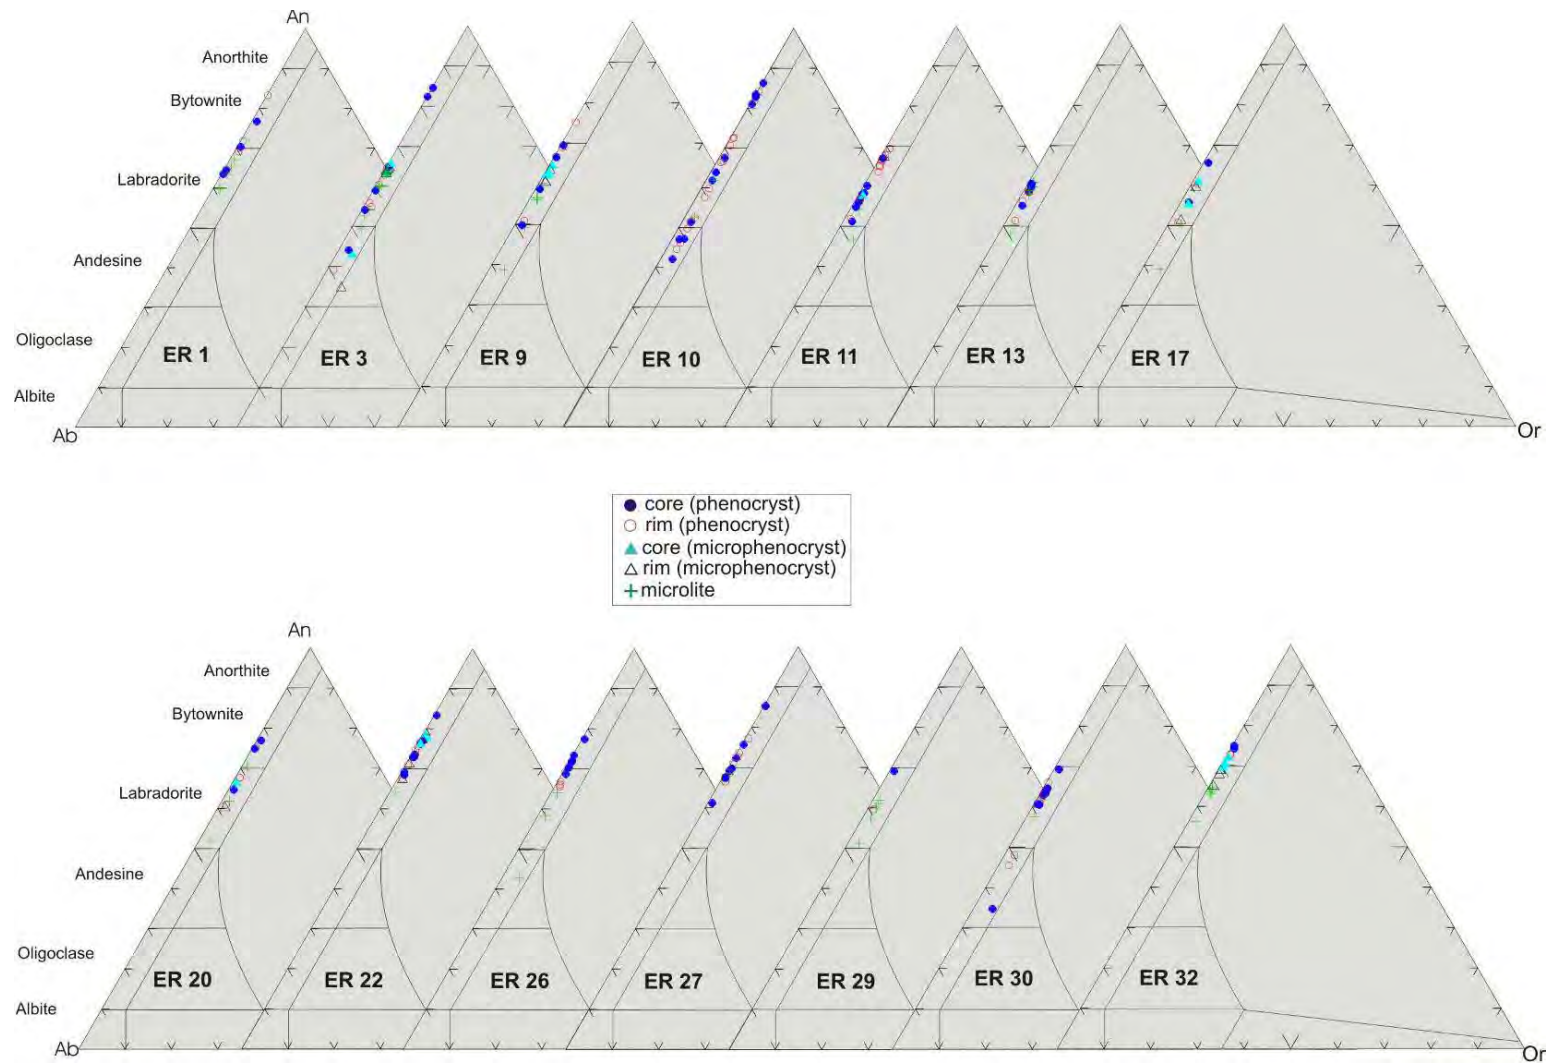 An
Anorthite
Bytownite
Labradorite
Andesine
Oligoclase
Albite
Ab
ER 1
ER 3
ER 9
ER 10
ER 11
ER 13
ER 17
Or
core (phenocryst)
rim (phenocryst)
core (microphenocryst)
rim (microphenocryst)
microlite
An
Anorthite
Bytownite
Labradorite
Andesine
Oligoclase
Albite
Ab
ER 20
ER 22
ER 26
ER 27
ER 29
ER 30
ER 32
Or